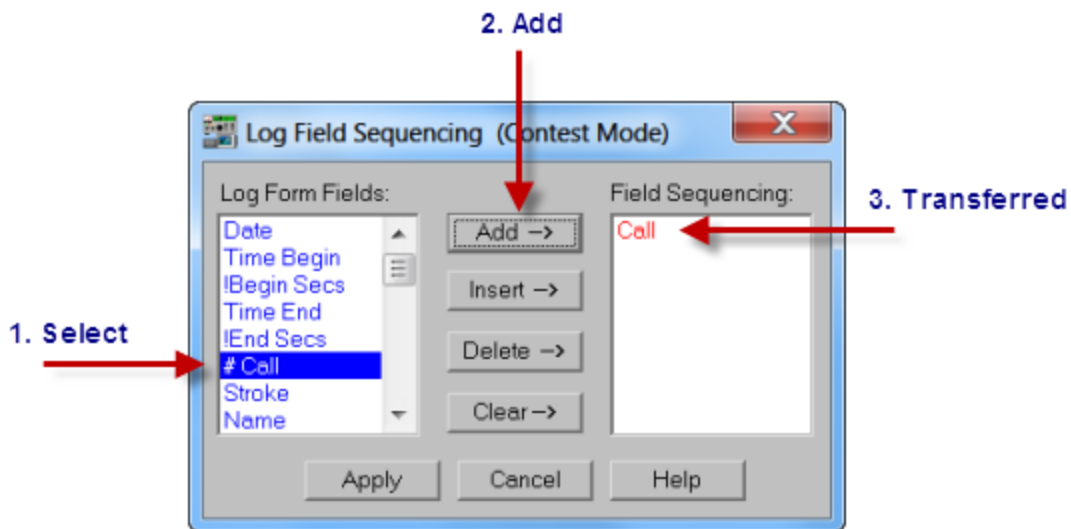 2. Add
Log Field Sequencing (Contest Mode)
X
Log Form Fields:
Field Sequencing:
3. Transferred
Date
Time Begin
!Begin Secs
Time End
!End Secs
# Call
Stroke
Name
1. Select
Add ->
Insert ->
Delete ->
Clear->
Call
Apply
Cancel
Help